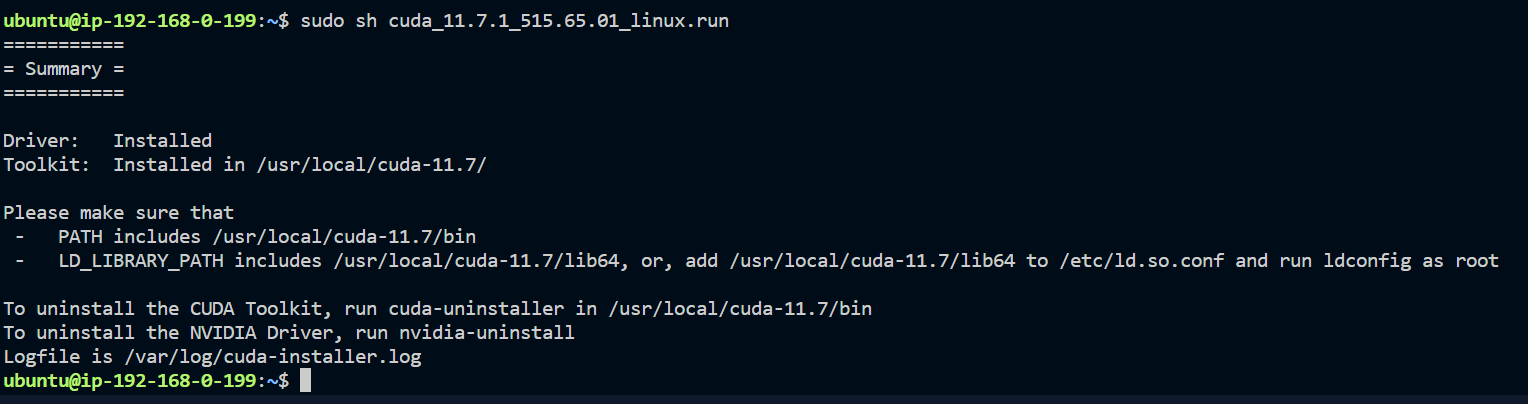 ubuntu@ip-192-168-0-199:~$ sudo sh cuda_11.7.1_515.65.01_linux.run
===========
= Summary =
===========
Driver:   Installed
Toolkit:  Installed in /usr/local/cuda-11.7/
Please make sure that
 -   PATH includes /usr/local/cuda-11.7/bin
 -   LD_LIBRARY_PATH includes /usr/local/cuda-11.7/lib64, or, add /usr/local/cuda-11.7/lib64 to /etc/ld.so.conf and run ldconfig as root
To uninstall the CUDA Toolkit, run cuda-uninstaller in /usr/local/cuda-11.7/bin
To uninstall the NVIDIA Driver, run nvidia-uninstall
Logfile is /var/log/cuda-installer.log
ubuntu@ip-192-168-0-199:~$